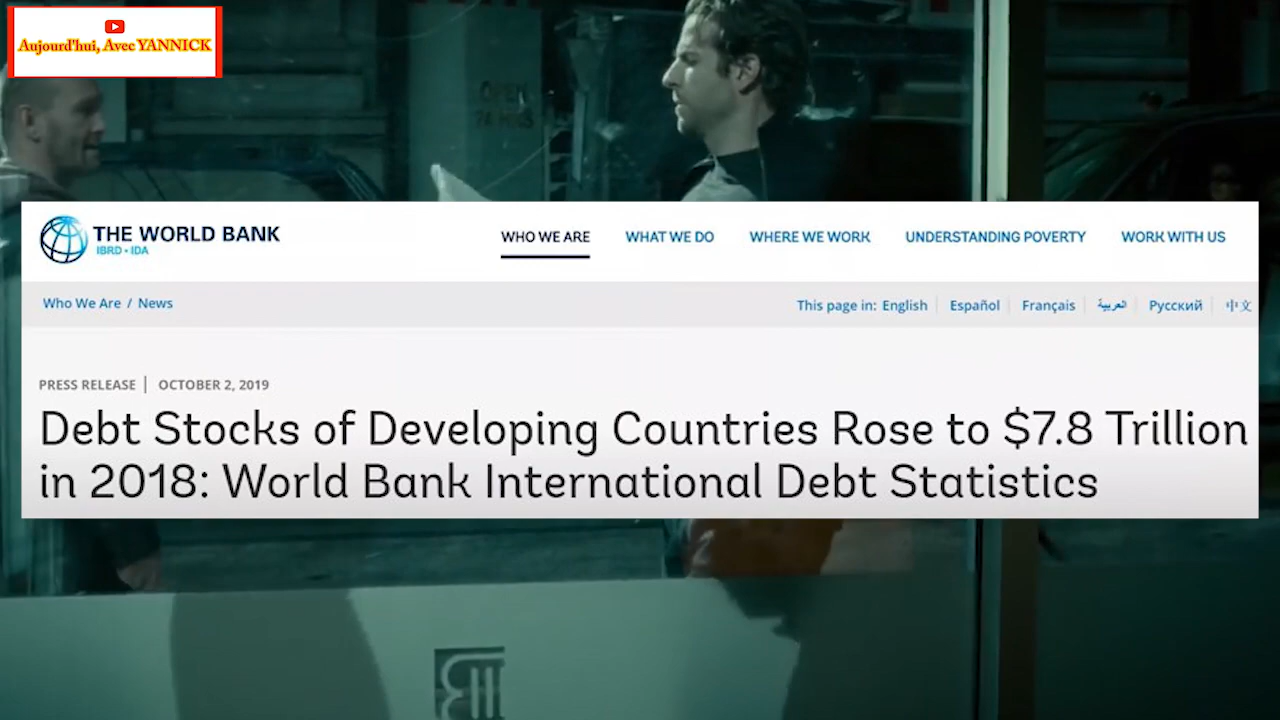 Aujourd'hui, Avec YANNICK
OPEN
THE WORLD BANK
IBRD • IDA
WHO WE ARE
WHAT WE DO
WHERE WE WORK
UNDERSTANDING POVERTY
WORK WITH US
Who We Are / News
This page in: English Español Français العربية Русский 中文
PRESS RELEASE | OCTOBER 2, 2019
Debt Stocks of Developing Countries Rose to $7.8 Trillion
in 2018: World Bank International Debt Statistics